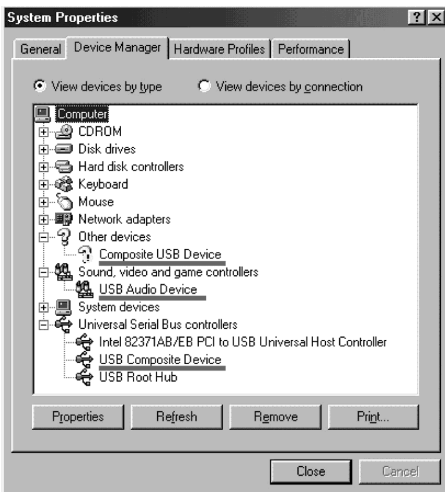 System Properties
General Device Manager Hardware Profiles Performance
View devices by type View devices by connection
Computer
CDROM
Disk drives
Hard disk controllers
Keyboard
Mouse
Network adapters
Other devices
Composite USB Device
Sound, video and game controllers
USB Audio Device
System devices
Universal Serial Bus controllers
Intel 82371AB/EB PCI to USB Universal Host Controller
USB Composite Device
USB Root Hub
Properties Refresh Remove Print...
Close Cancel